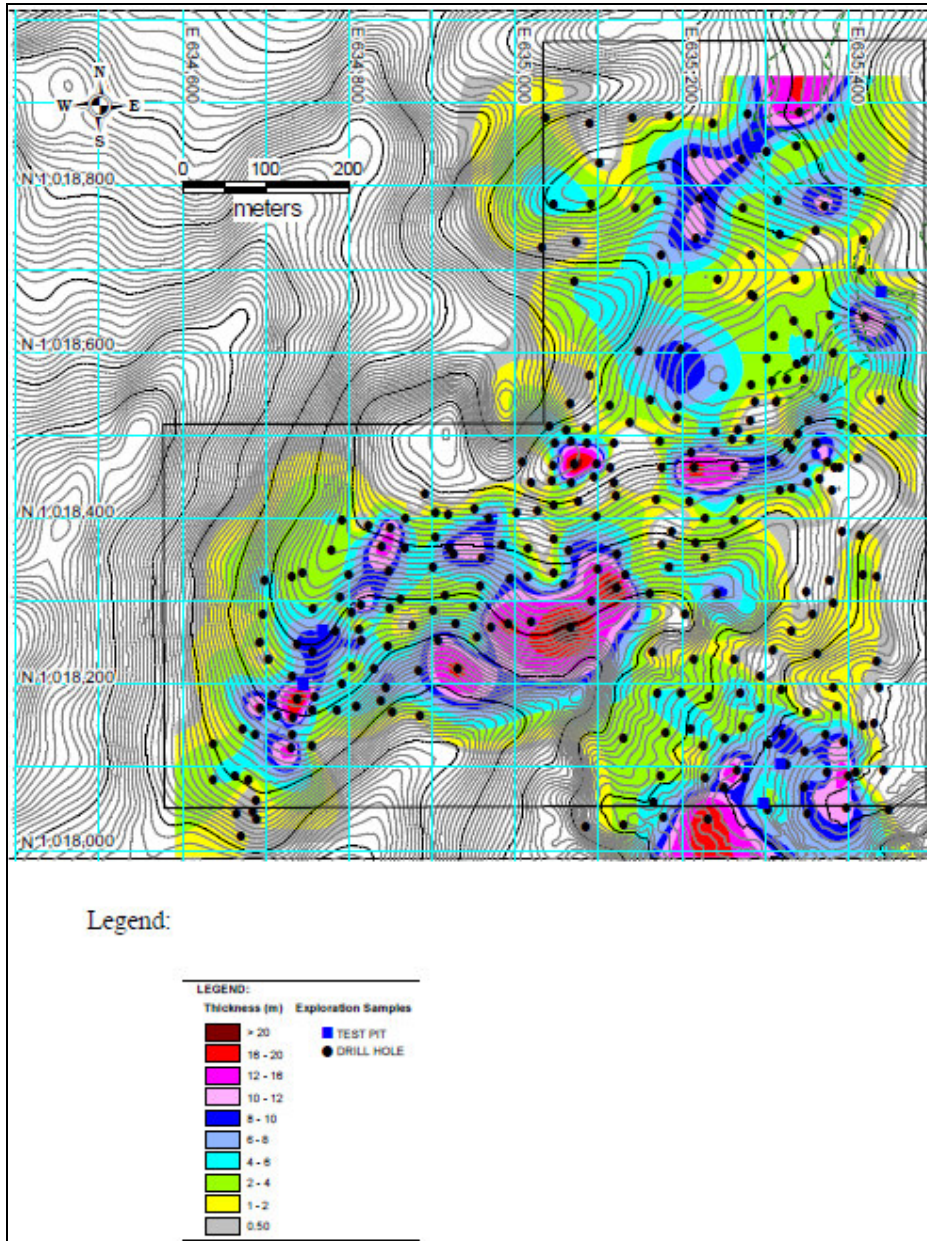 E 634,600
E 634,800
E 635,000
E 635,200
E 635,400
N
W E
S
0 100 200
meters
N 1,018,800
N 1,018,600
N 1,018,400
N 1,018,200
N 1,018,000
Legend:
LEGEND:
Thickness (m) Exploration Samples
> 20 TEST PIT
16 - 20 DRILL HOLE
12 - 16
10 - 12
8 - 10
6 - 8
4 - 6
2 - 4
1 - 2
0.50